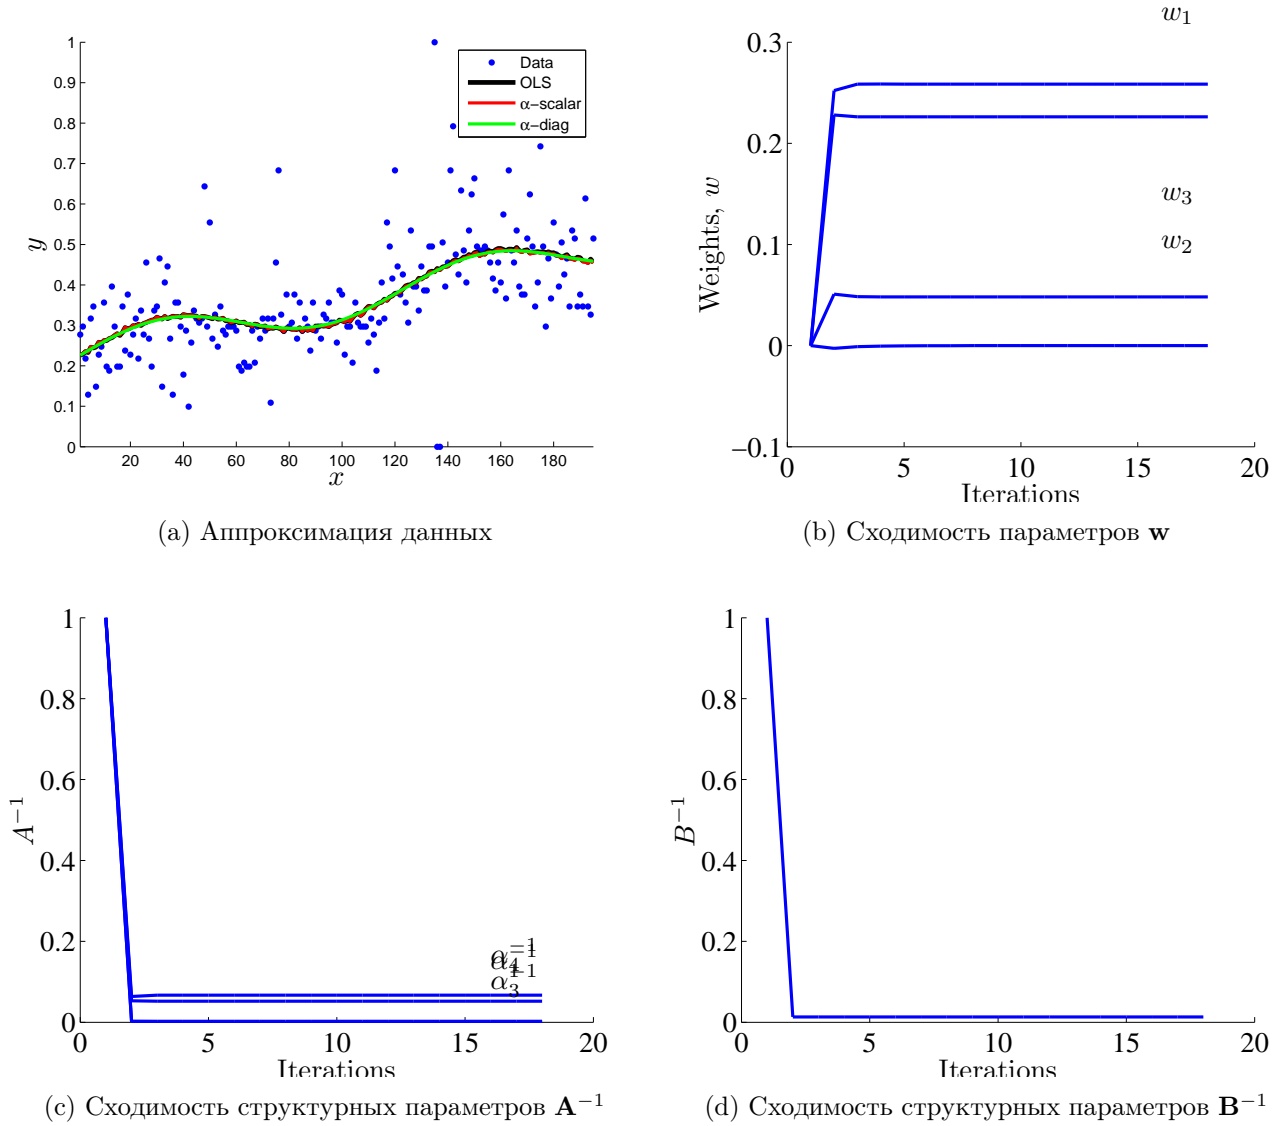 1
0.9
0.8
0.7
0.6
0.5
0.4
0.3
0.2
0.1
0
20 40 60 80 100 120 140 160 180
y
x
Data
OLS
α−scalar
α−diag
(a) Аппроксимация данных
w1
w3
w2
0.3
0.2
0.1
0
−0.1
0 5 10 15 20
Weights, w
Iterations
(b) Сходимость параметров w
1
0.8
0.6
0.4
0.2
0
0 5 10 15 20
A−1
Iterations
(c) Сходимость структурных параметров A−1
1
0.8
0.6
0.4
0.2
0
0 5 10 15 20
B−1
Iterations
(d) Сходимость структурных параметров B−1